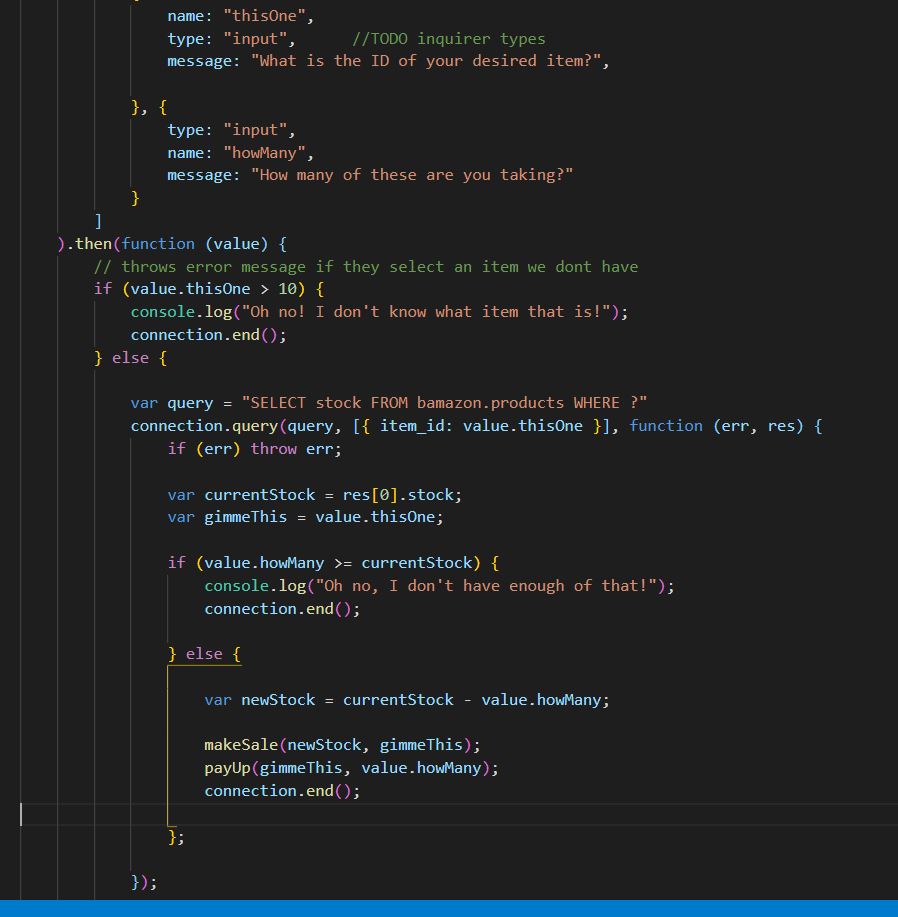 name: "thisOne",
type: "input",      //TODO inquirer types
message: "What is the ID of your desired item?",
}, {
type: "input",
name: "howMany",
message: "How many of these are you taking?"
}
]
).then(function (value) {
// throws error message if they select an item we dont have
if (value.thisOne > 10) {
console.log("Oh no! I don't know what item that is!");
connection.end();
} else {
var query = "SELECT stock FROM bamazon.products WHERE ?"
connection.query(query, [{ item_id: value.thisOne }], function (err, res) {
if (err) throw err;
var currentStock = res[0].stock;
var gimmeThis = value.thisOne;
if (value.howMany >= currentStock) {
console.log("Oh no, I don't have enough of that!");
connection.end();
} else {
var newStock = currentStock - value.howMany;
makeSale(newStock, gimmeThis);
payUp(gimmeThis, value.howMany);
connection.end();
};
});